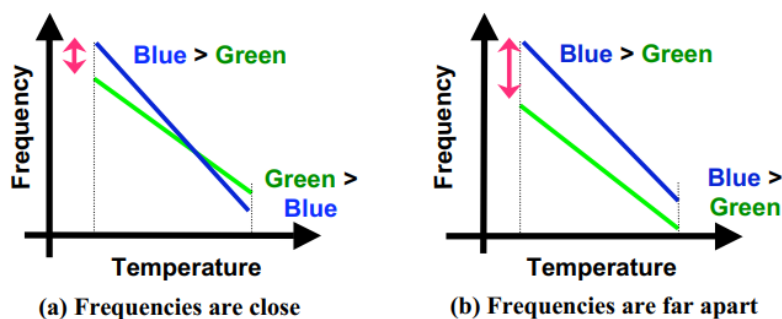 Frequency
Blue > Green
Green >
Blue
Temperature
(a) Frequencies are close
Frequency
Blue > Green
Blue >
Green
Temperature
(b) Frequencies are far apart